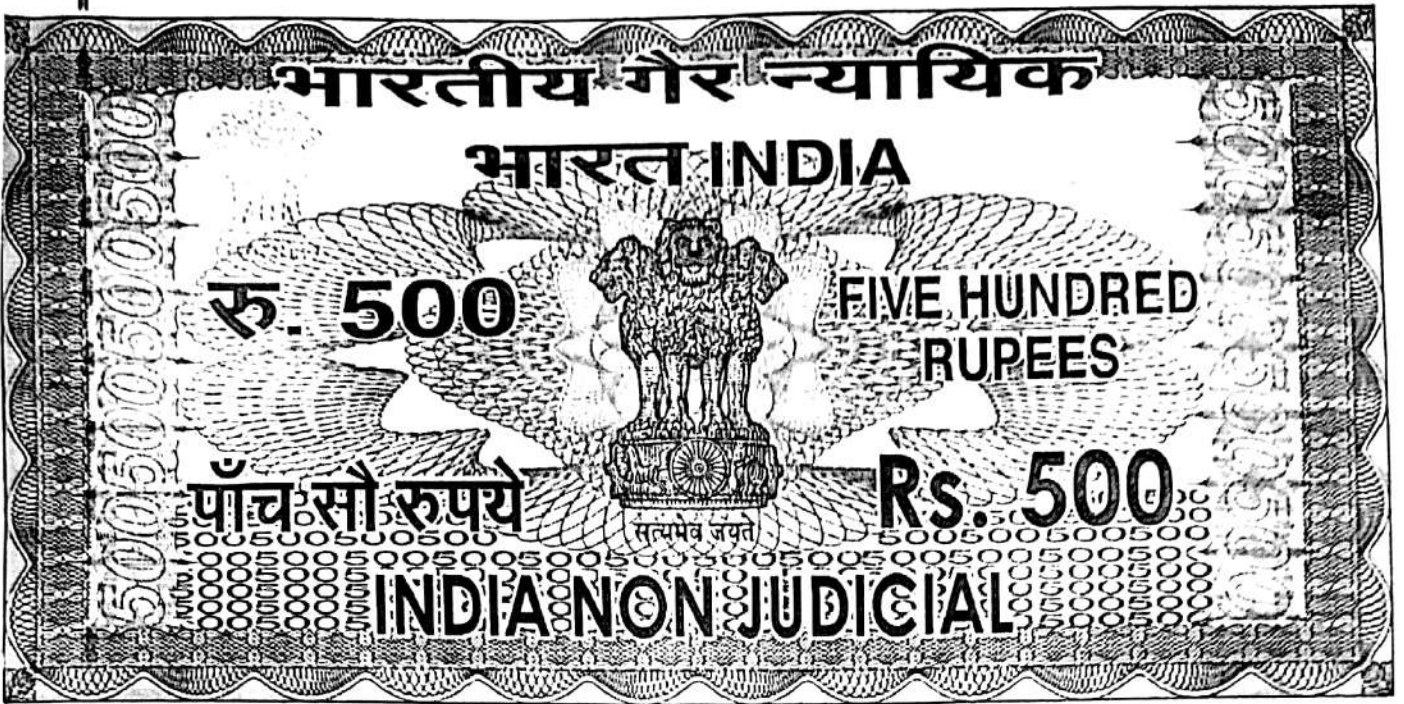 भारतीय गैर न्यायिक
भारत INDIA
रु. 500
FIVE HUNDRED
RUPEES
पाँच सौ रुपये
Rs. 500
सत्यमेव जयते
INDIA NON JUDICIAL